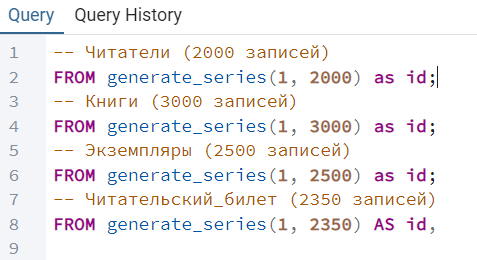 Query Query History
1 -- Читатели (2000 записей)
2 FROM generate_series(1, 2000) as id;
3 -- Книги (3000 записей)
4 FROM generate_series(1, 3000) as id;
5 -- Экземпляры (2500 записей)
6 FROM generate_series(1, 2500) as id;
7 -- Читательский_билет (2350 записей)
8 FROM generate_series(1, 2350) AS id,
9